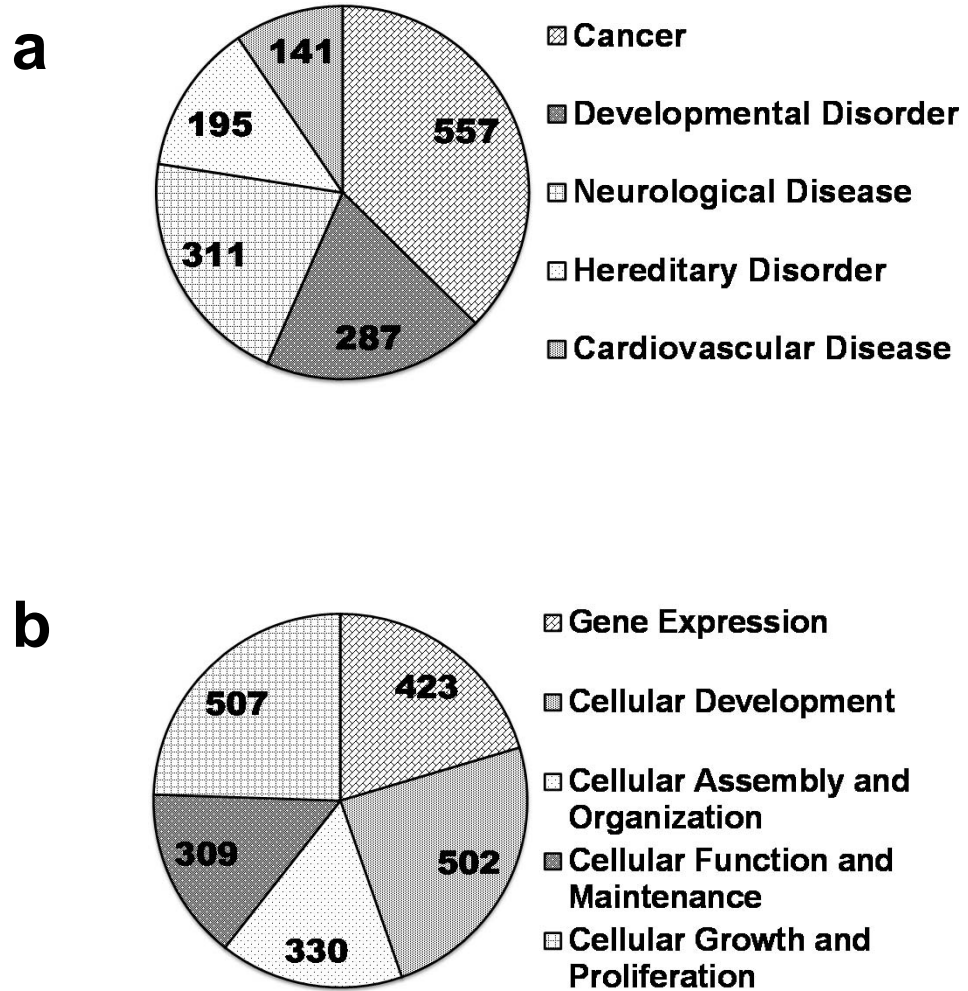 a
141
195
557
311
287
Cancer
Developmental Disorder
Neurological Disease
Hereditary Disorder
Cardiovascular Disease
b
507
423
309
502
330
Gene Expression
Cellular Development
Cellular Assembly and
Organization
Cellular Function and
Maintenance
Cellular Growth and
Proliferation